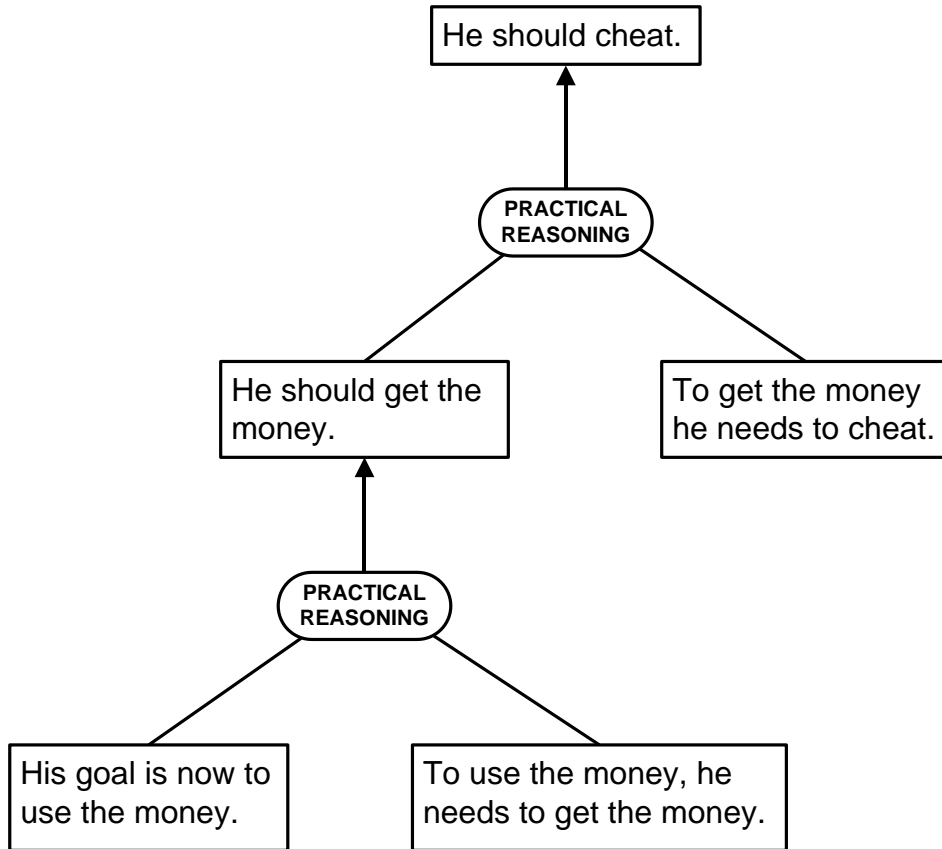 He should cheat.
PRACTICAL
REASONING
He should get the
money.
To get the money
he needs to cheat.
PRACTICAL
REASONING
His goal is now to
use the money.
To use the money, he
needs to get the money.